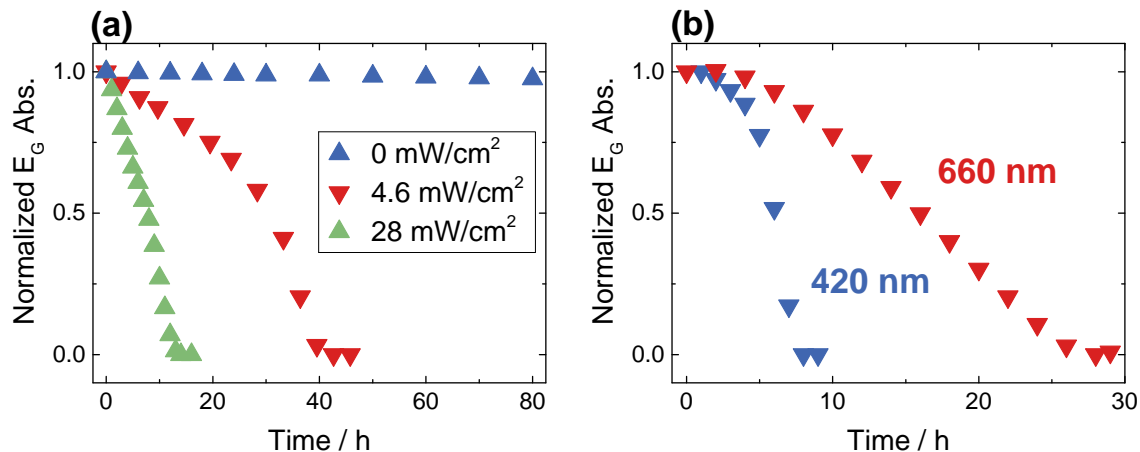 (a)
Normalized E_G Abs.
1.0
0.5
0.0
0 mW/cm²
4.6 mW/cm²
28 mW/cm²
0 20 40 60 80
Time / h
(b)
Normalized E_G Abs.
1.0
0.5
0.0
660 nm
420 nm
0 10 20 30
Time / h